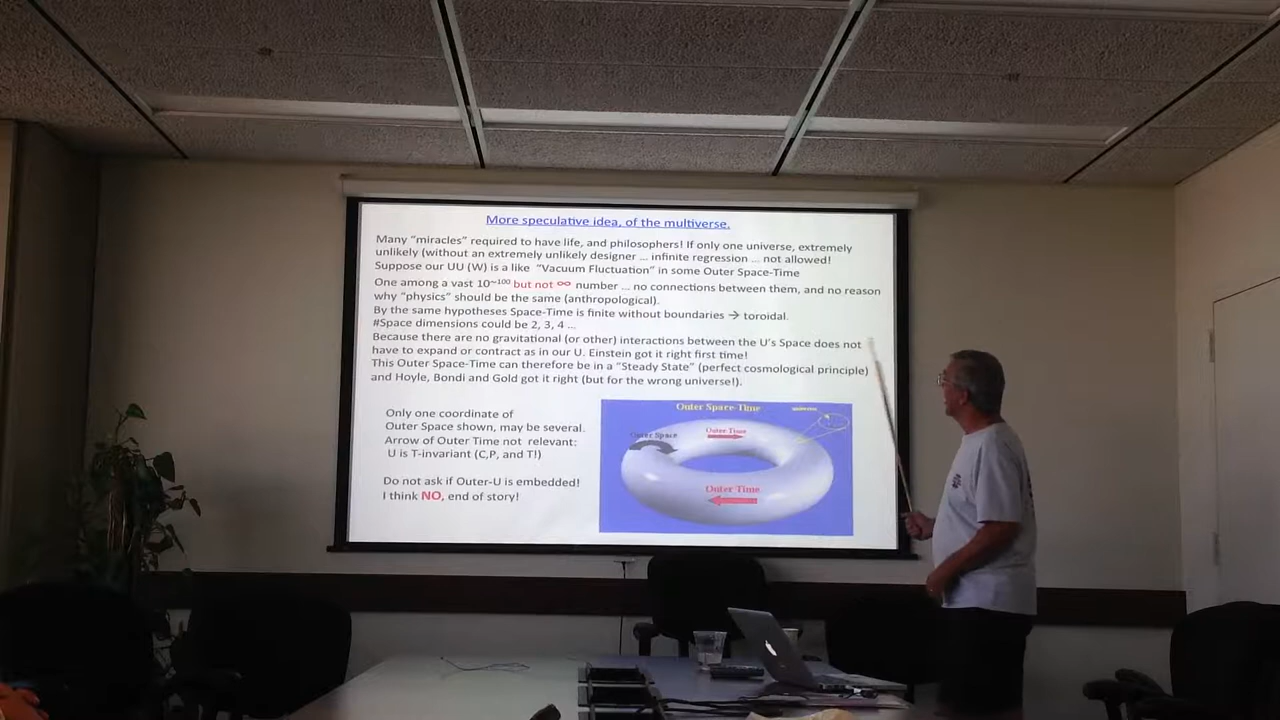 More speculative idea, of the multiverse.
Many "miracles" required to have life, and philosophers! If only one universe, extremely
unlikely (without an extremely unlikely designer ... infinite regression ... not allowed!
Suppose our UU (W) is a like "Vacuum Fluctuation" in some Outer Space-Time
One among a vast 10~100 but not ∞ number ... no connections between them, and no reason
why "physics" should be the same (anthropological).
By the same hypotheses Space-Time is finite without boundaries → toroidal.
#Space dimensions could be 2, 3, 4 ...
Because there are no gravitational (or other) interactions between the U's Space does not
have to expand or contract as in our U. Einstein got it right first time!
This Outer Space-Time can therefore be in a "Steady State" (perfect cosmological principle)
and Hoyle, Bondi and Gold got it right (but for the wrong universe!).
Only one coordinate of
Outer Space shown, may be several.
Arrow of Outer Time not relevant:
U is T-invariant (C,P, and T!)
Do not ask if Outer-U is embedded!
I think NO, end of story!
Outer Space-Time
Outer Time
Outer Space
Outer Time